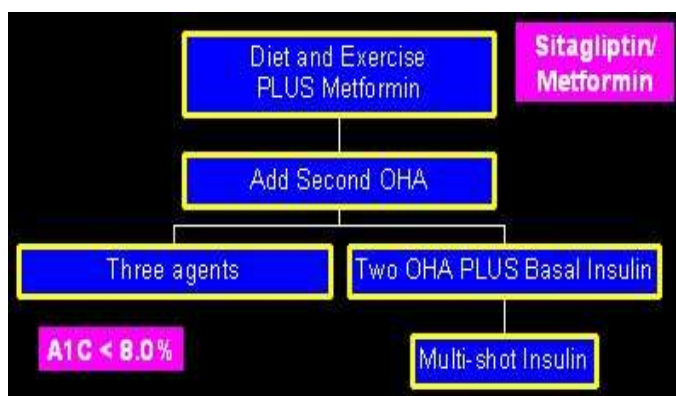 Diet and Exercise
PLUS Metformin
Sitagliptin/
Metformin
Add Second OHA
Three agents
Two OHA PLUS Basal Insulin
A1C < 8.0%
Multi-shot Insulin